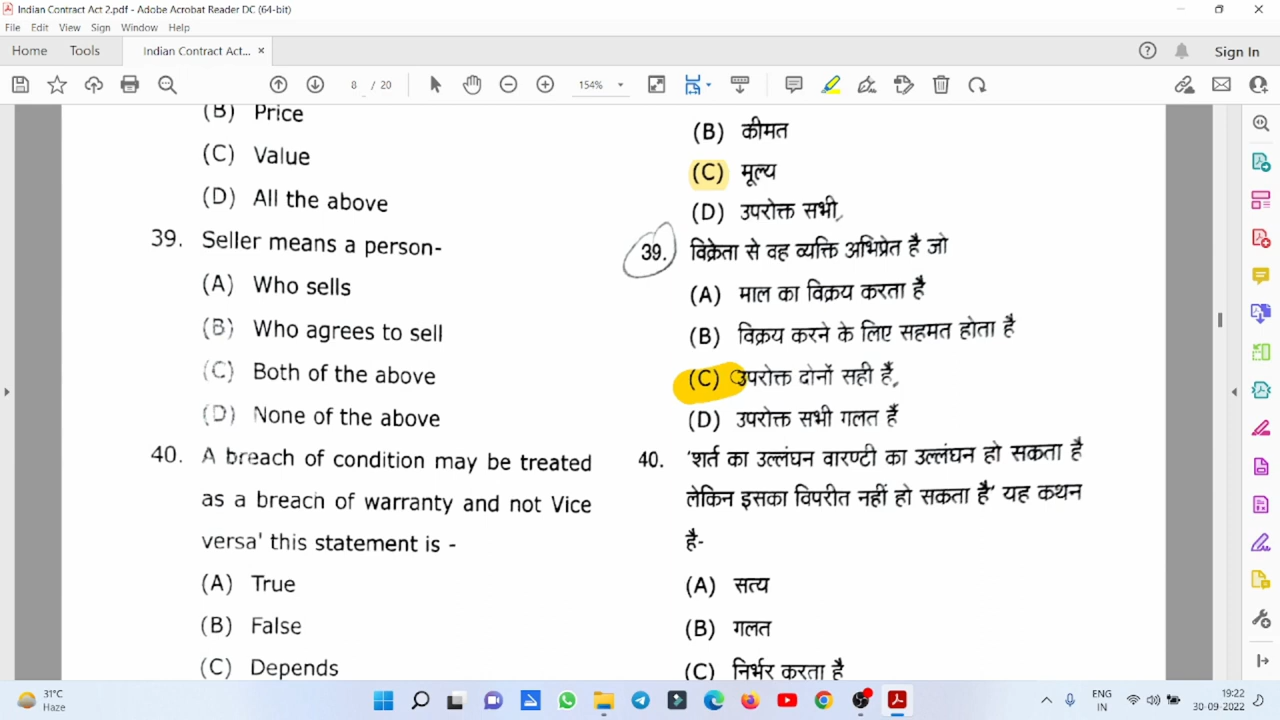 Indian Contract Act 2.pdf - Adobe Acrobat Reader DC (64-bit)
File Edit View Sign Window Help
Home Tools Indian Contract Act... × Sign In
8 / 20 154%
(B) Price
(C) Value
(D) All the above
39. Seller means a person-
(A) Who sells
(B) Who agrees to sell
(C) Both of the above
(D) None of the above
40. A breach of condition may be treated
as a breach of warranty and not Vice
versa' this statement is -
(A) True
(B) False
(C) Depends
(B) कीमत
(C) मूल्य
(D) उपरोक्त सभी
39. विक्रेता से वह व्यक्ति अभिप्रेत है जो
(A) माल का विक्रय करता है
(B) विक्रय करने के लिए सहमत होता है
(C) उपरोक्त दोनों सही हैं
(D) उपरोक्त सभी गलत हैं
40. 'शर्त का उल्लंघन वारण्टी का उल्लंघन हो सकता है
लेकिन इसका विपरीत नहीं हो सकता है' यह कथन
है-
(A) सत्य
(B) गलत
(C) निर्भर करता है
31°C
Haze
ENG
IN
19:22
30-09-2022